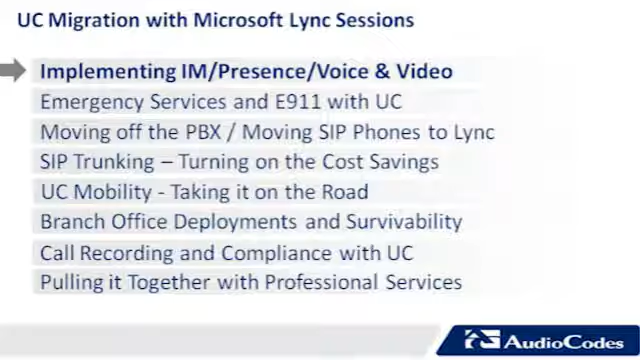 UC Migration with Microsoft Lync Sessions
Implementing IM/Presence/Voice & Video
Emergency Services and E911 with UC
Moving off the PBX / Moving SIP Phones to Lync
SIP Trunking – Turning on the Cost Savings
UC Mobility - Taking it on the Road
Branch Office Deployments and Survivability
Call Recording and Compliance with UC
Pulling it Together with Professional Services
AudioCodes